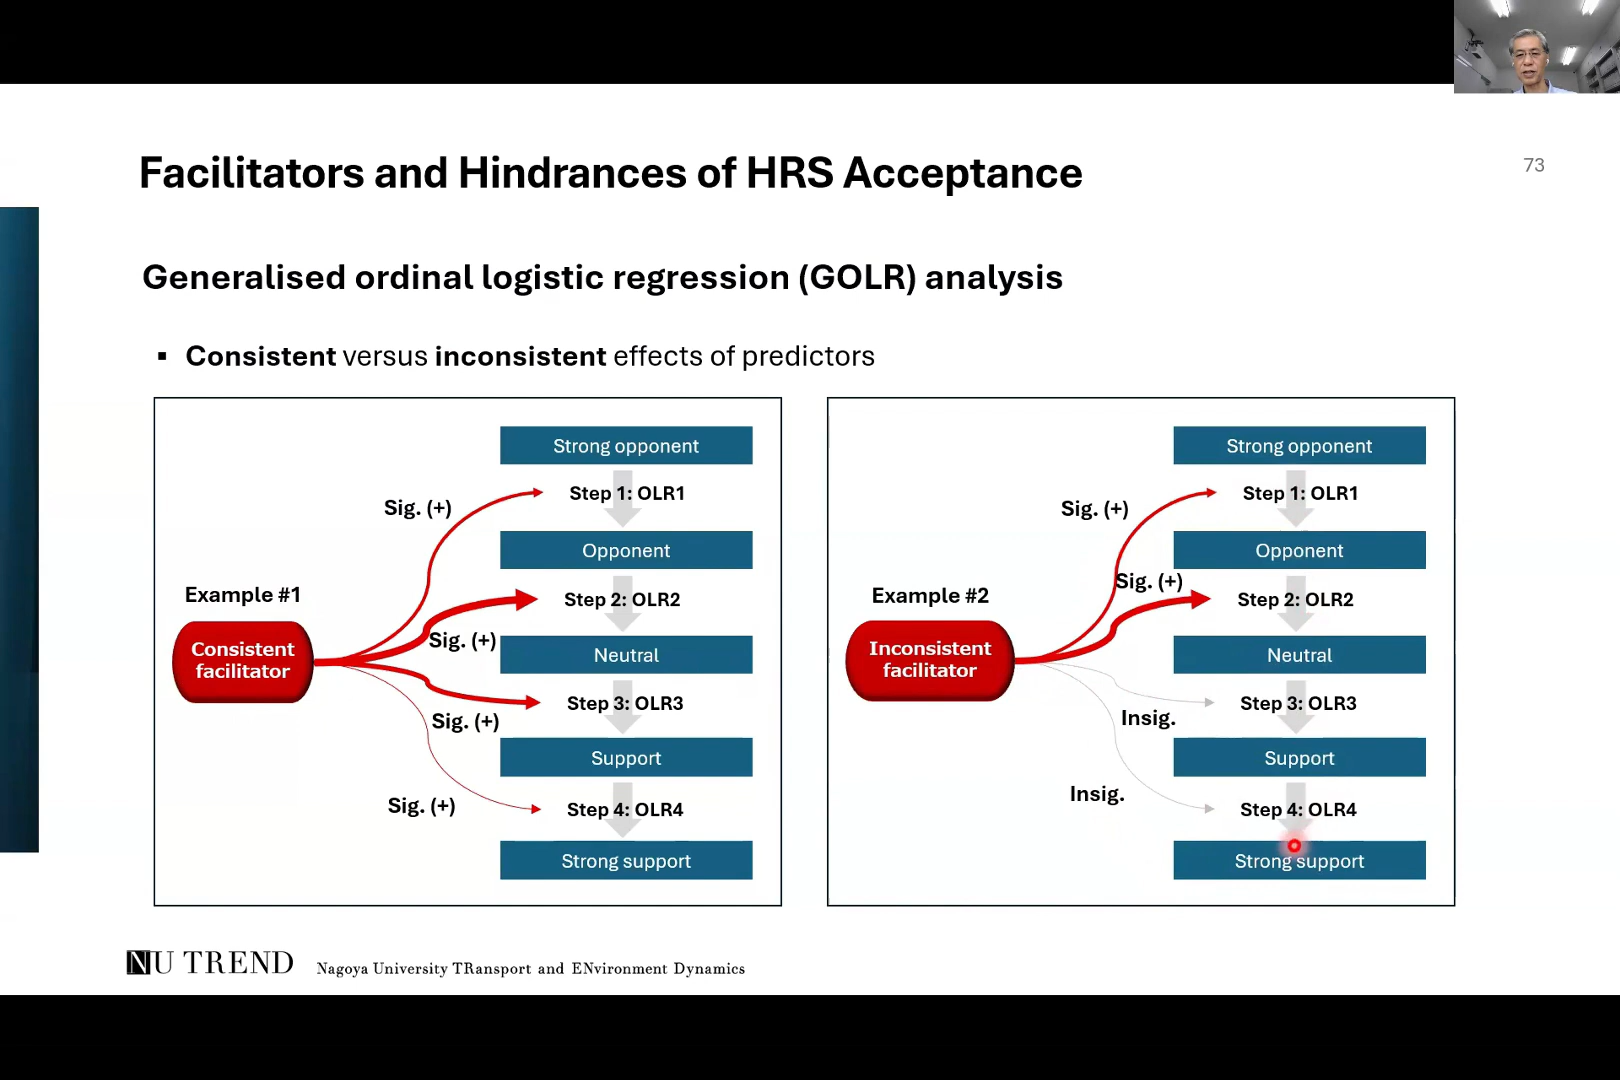 Facilitators and Hindrances of HRS Acceptance
73
Generalised ordinal logistic regression (GOLR) analysis
▪ Consistent versus inconsistent effects of predictors
Example #1
Consistent
facilitator
Sig. (+)
Sig. (+)
Sig. (+)
Sig. (+)
Strong opponent
Step 1: OLR1
Opponent
Step 2: OLR2
Neutral
Step 3: OLR3
Support
Step 4: OLR4
Strong support
Example #2
Inconsistent
facilitator
Sig. (+)
Sig. (+)
Insig.
Insig.
Strong opponent
Step 1: OLR1
Opponent
Step 2: OLR2
Neutral
Step 3: OLR3
Support
Step 4: OLR4
Strong support
NU TREND Nagoya University TRansport and ENvironment Dynamics